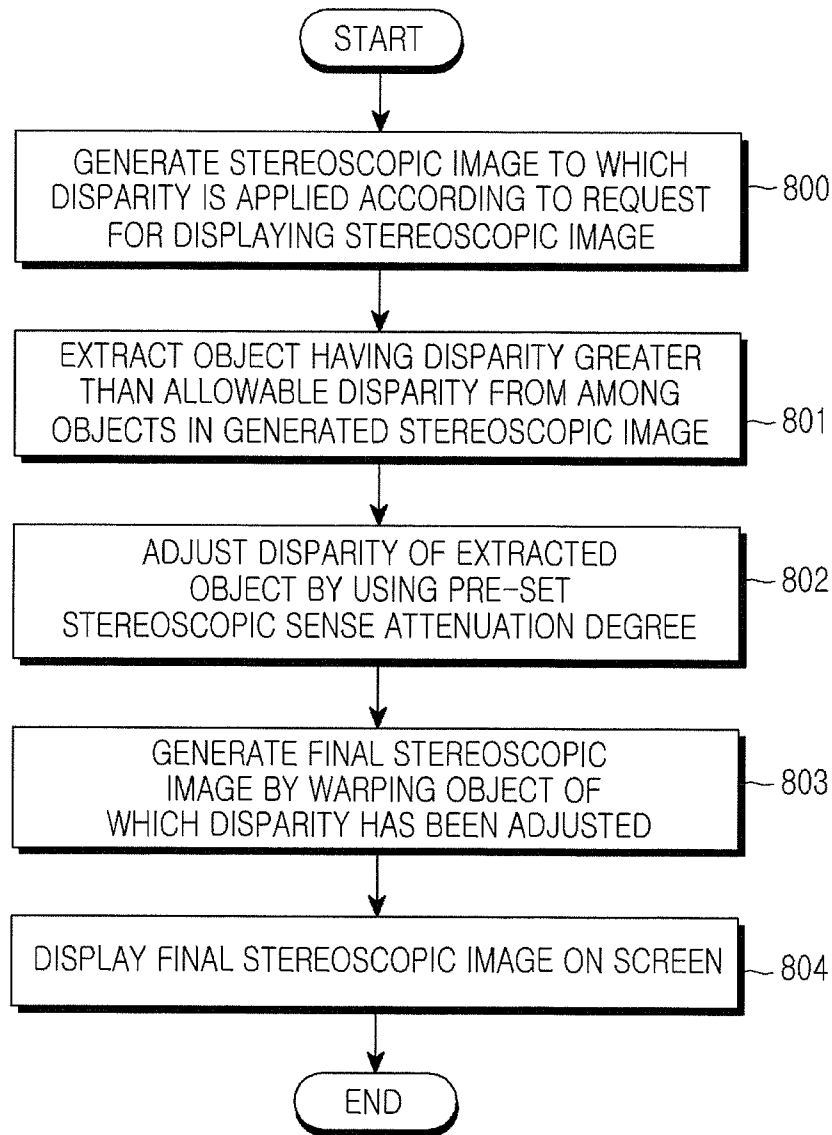 START
GENERATE STEREOSCOPIC IMAGE TO WHICH
DISPARITY IS APPLIED ACCORDING TO REQUEST
FOR DISPLAYING STEREOSCOPIC IMAGE
800
EXTRACT OBJECT HAVING DISPARITY GREATER
THAN ALLOWABLE DISPARITY FROM AMONG
OBJECTS IN GENERATED STEREOSCOPIC IMAGE
801
ADJUST DISPARITY OF EXTRACTED
OBJECT BY USING PRE-SET
STEREOSCOPIC SENSE ATTENUATION DEGREE
802
GENERATE FINAL STEREOSCOPIC
IMAGE BY WARPING OBJECT OF
WHICH DISPARITY HAS BEEN ADJUSTED
803
DISPLAY FINAL STEREOSCOPIC IMAGE ON SCREEN
804
END